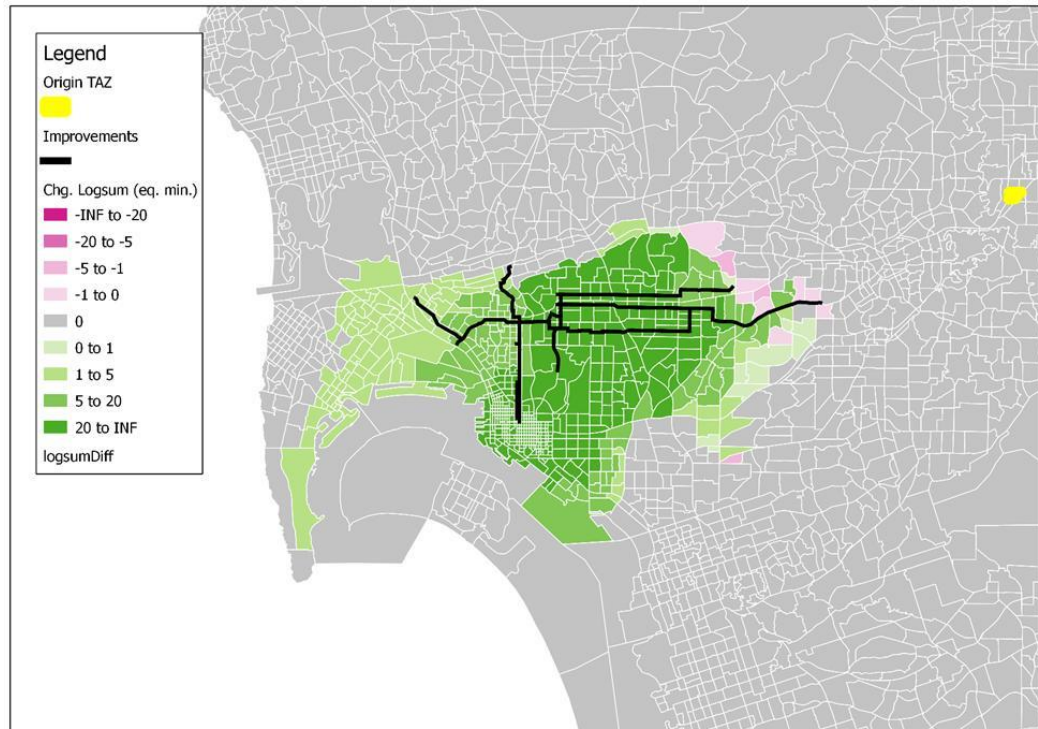 Legend
Origin TAZ
Improvements
Chg. Logsum (eq. min.)
-INF to -20
-20 to -5
-5 to -1
-1 to 0
0
0 to 1
1 to 5
5 to 20
20 to INF
logsumDiff